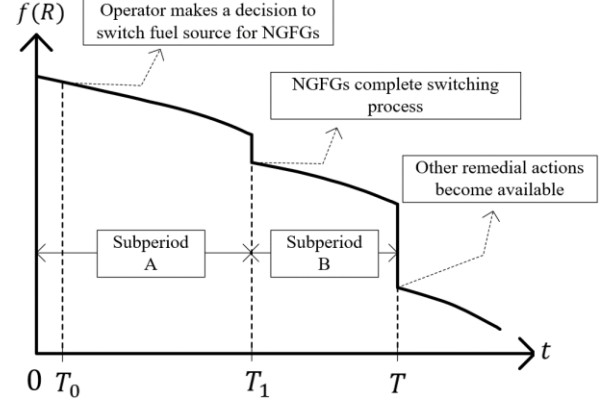 f(R)
Operator makes a decision to
switch fuel source for NGFGs
NGFGs complete switching
process
Other remedial actions
become available
Subperiod
A
Subperiod
B
t
0 T₀ T₁ T